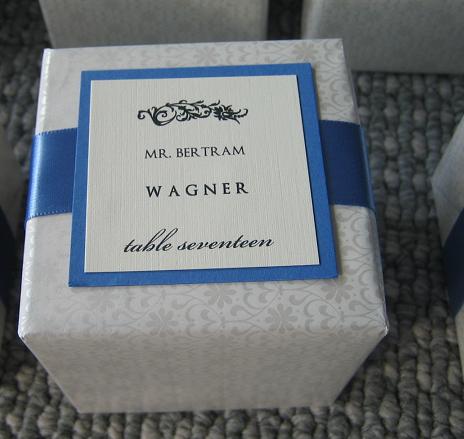 MR. BERTRAM
WAGNER
table seventeen